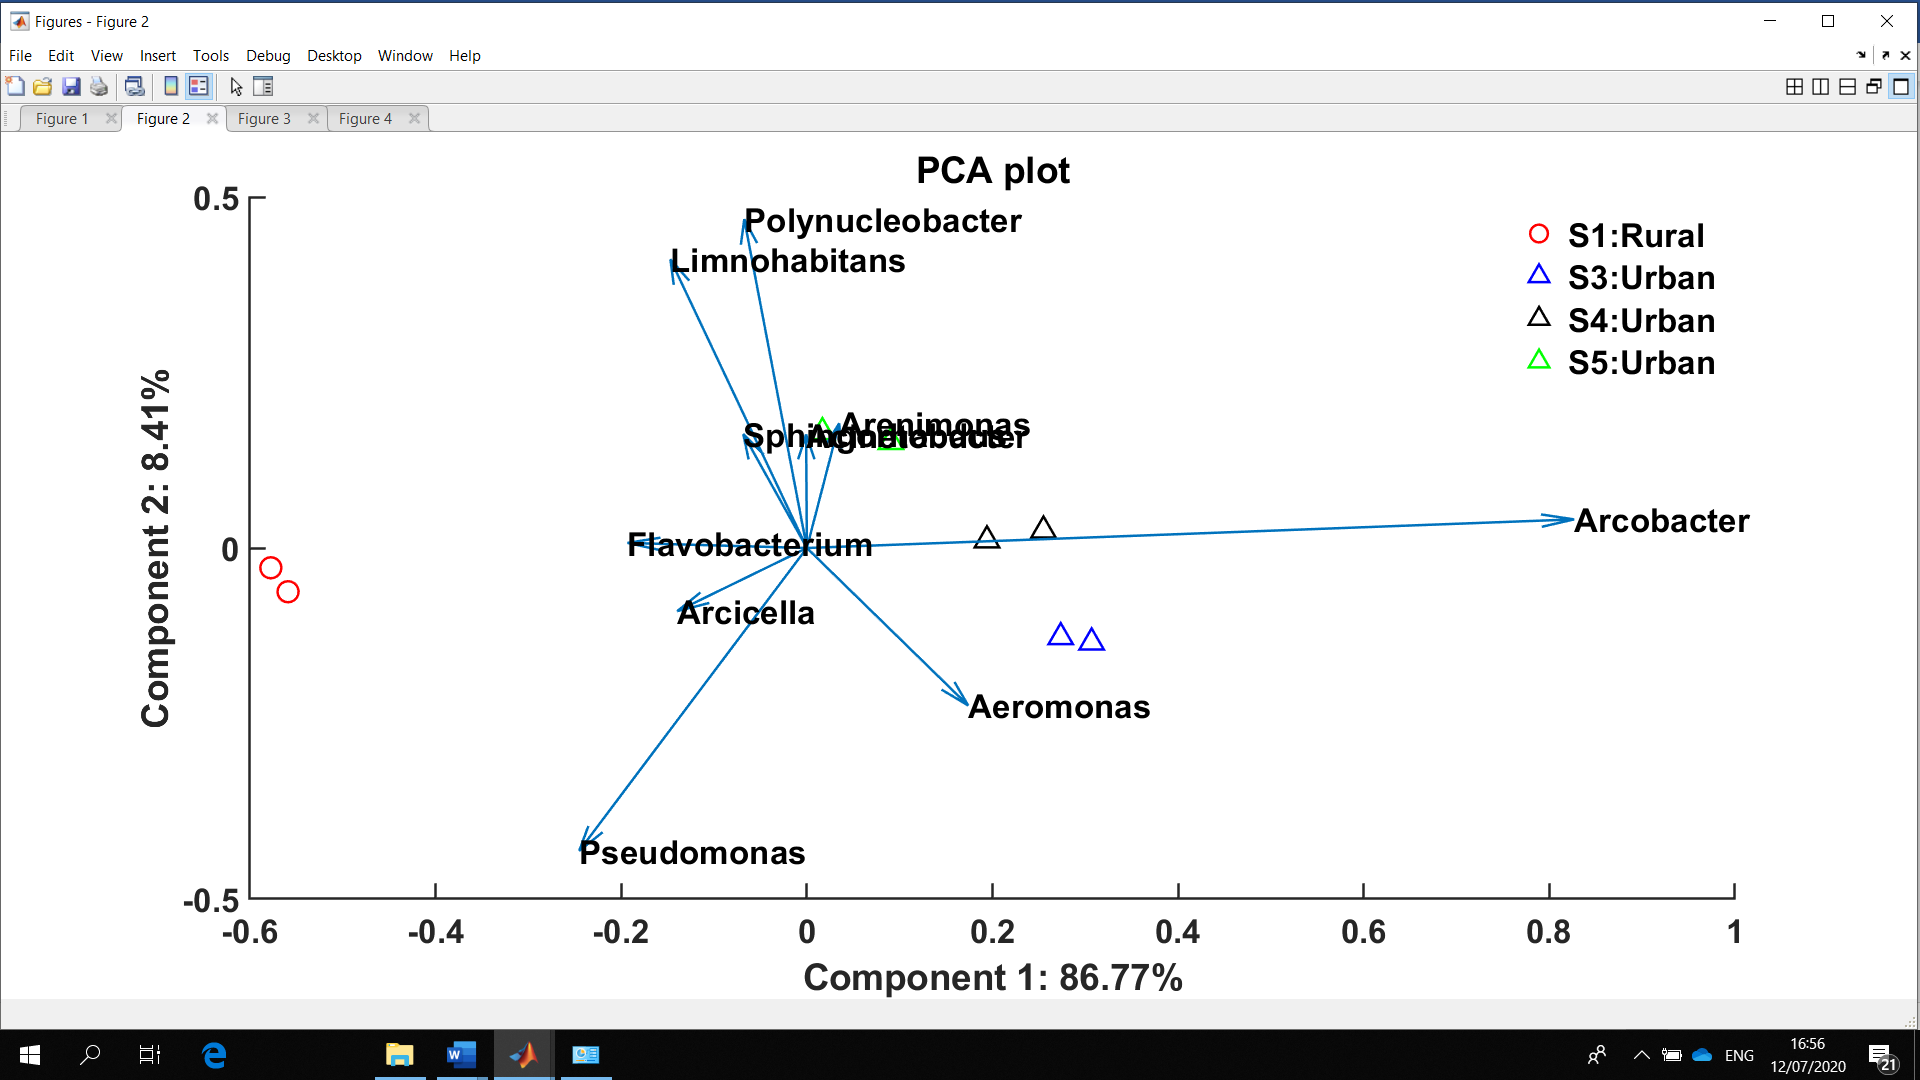 Figures - Figure 2
File Edit View Insert Tools Debug Desktop Window Help
Figure 1 Figure 2 Figure 3 Figure 4
PCA plot
0.5
0
-0.5
Component 2: 8.41%
Polynucleobacter
Limnohabitans
Arenimonas
Flavobacterium
Arcicella
Arcobacter
Aeromonas
Pseudomonas
S1:Rural
S3:Urban
S4:Urban
S5:Urban
-0.6 -0.4 -0.2 0 0.2 0.4 0.6 0.8 1
Component 1: 86.77%
ENG
16:56
12/07/2020
21